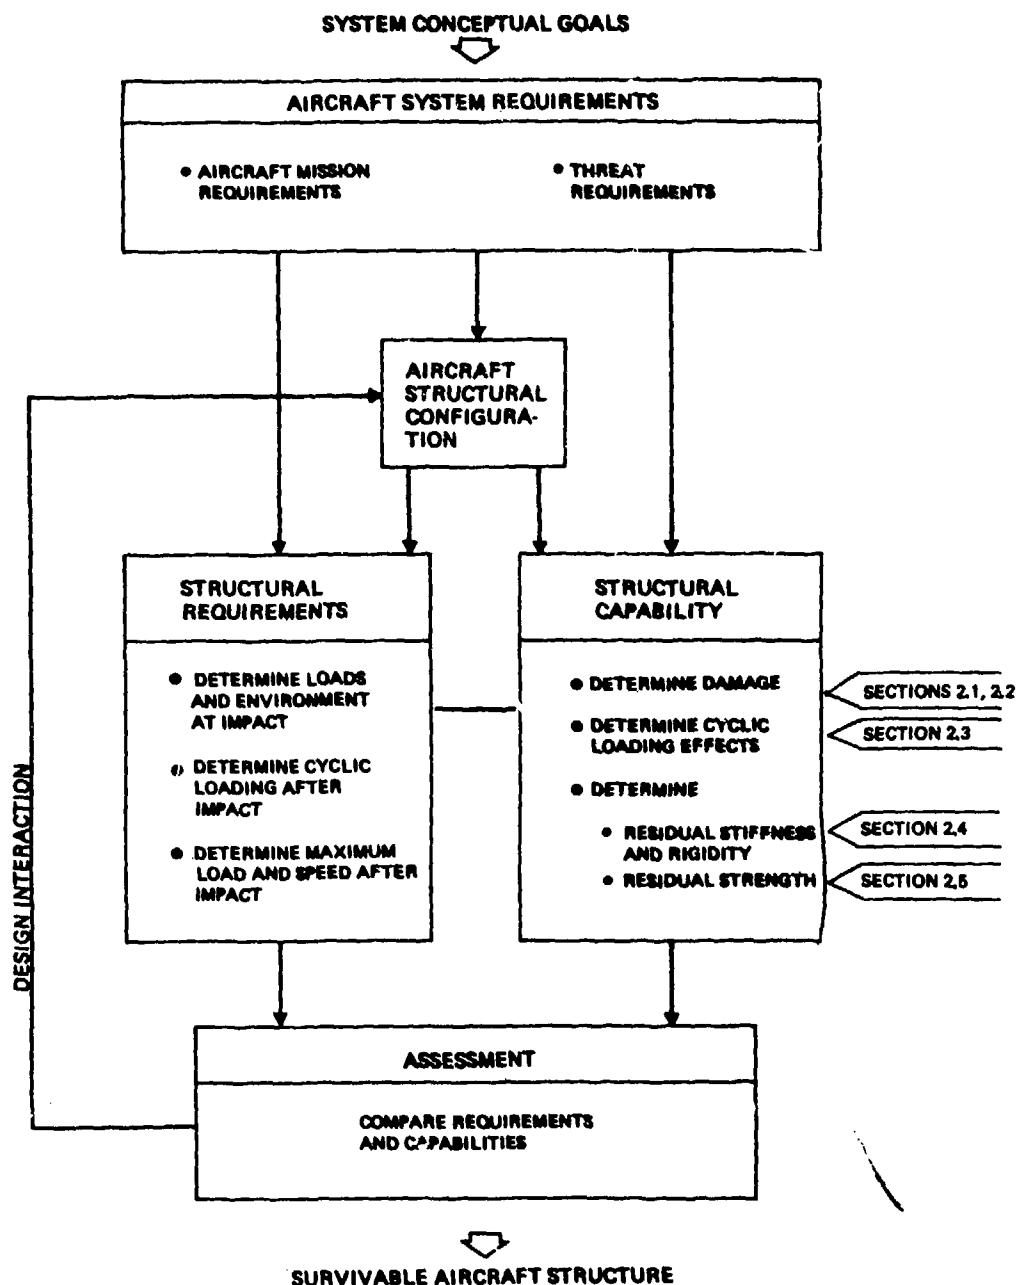 SYSTEM CONCEPTUAL GOALS
AIRCRAFT SYSTEM REQUIREMENTS
• AIRCRAFT MISSION
REQUIREMENTS
• THREAT
REQUIREMENTS
AIRCRAFT
STRUCTURAL
CONFIGURA-
TION
STRUCTURAL
REQUIREMENTS
• DETERMINE LOADS
AND ENVIRONMENT
AT IMPACT
• DETERMINE CYCLIC
LOADING AFTER
IMPACT
• DETERMINE MAXIMUM
LOAD AND SPEED AFTER
IMPACT
STRUCTURAL
CAPABILITY
• DETERMINE DAMAGE
• DETERMINE CYCLIC
LOADING EFFECTS
• DETERMINE
• RESIDUAL STIFFNESS
AND RIGIDITY
• RESIDUAL STRENGTH
SECTIONS 2.1, 2.2
SECTION 2.3
SECTION 2.4
SECTION 2.5
DESIGN INTERACTION
ASSESSMENT
COMPARE REQUIREMENTS
AND CAPABILITIES
SURVIVABLE AIRCRAFT STRUCTURE